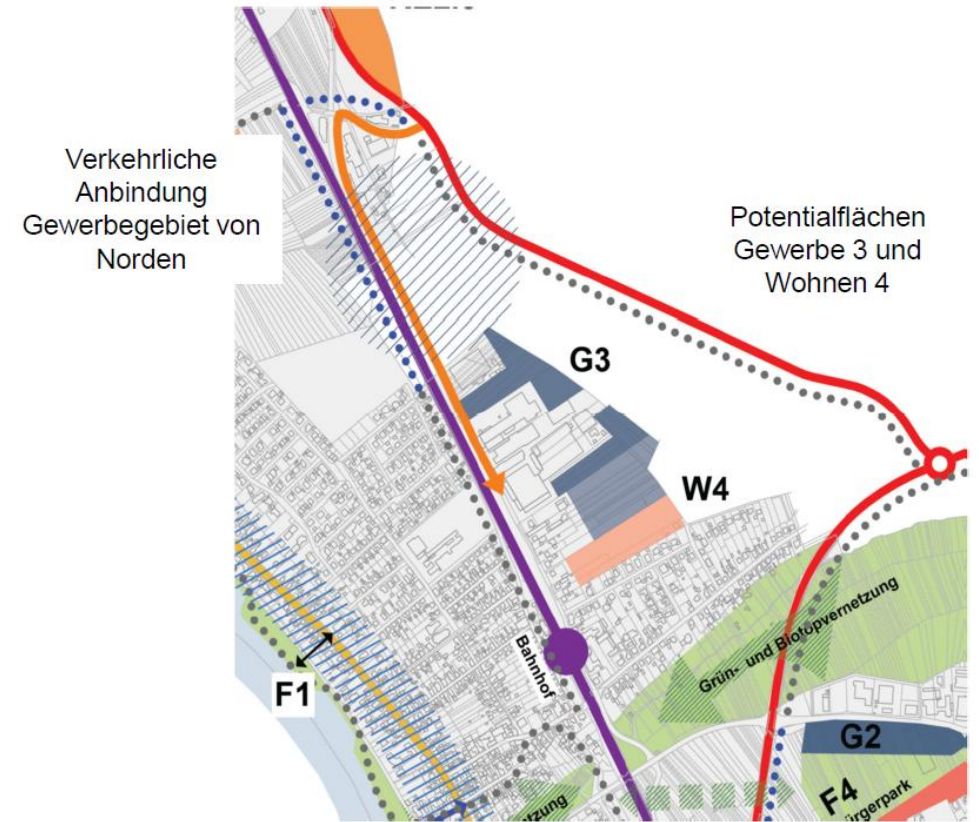 Verkehrliche
Anbindung
Gewerbegebiet von
Norden
Potentialflächen
Gewerbe 3 und
Wohnen 4
G3
W4
Bahnhof
Grün- und Biotopvernetzung
F1
G2
F4